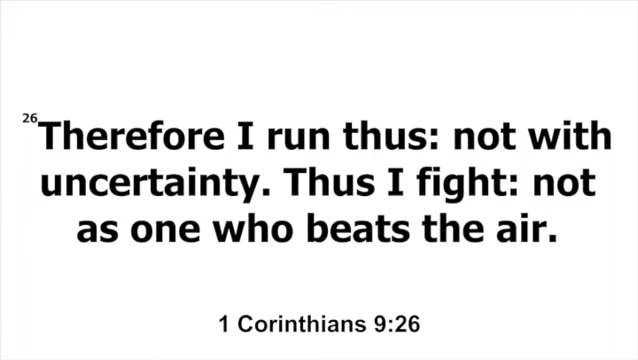 26Therefore I run thus: not with
uncertainty. Thus I fight: not
as one who beats the air.
1 Corinthians 9:26